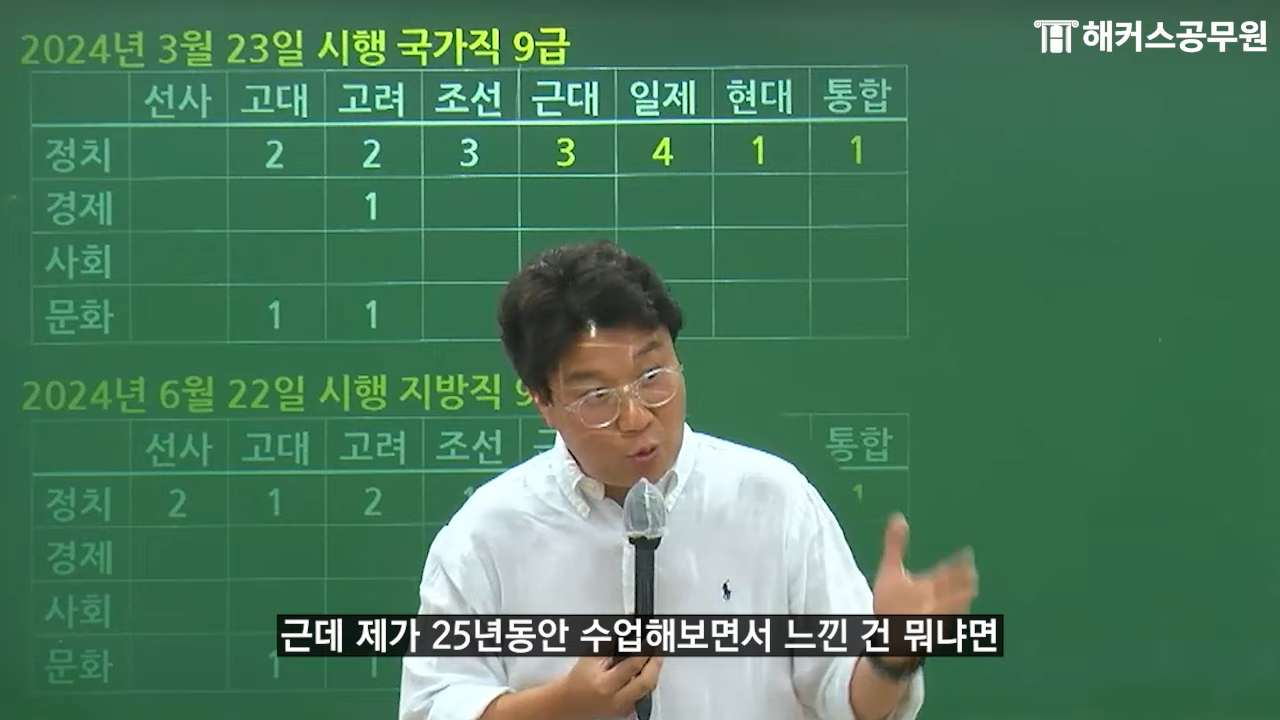 해커스공무원
2024년 3월 23일 시행 국가직 9급
선사 고대 고려 조선 근대 일제 현대 통합
정치 2 2 3 3 4 1 1
경제 1
사회
문화 1 1
2024년 6월 22일 시행 지방직
선사 고대 고려 조선 통합
정치 2 1 2 1
경제
사회
문화 1 1
근데 제가 25년동안 수업해보면서 느낀 건 뭐냐면